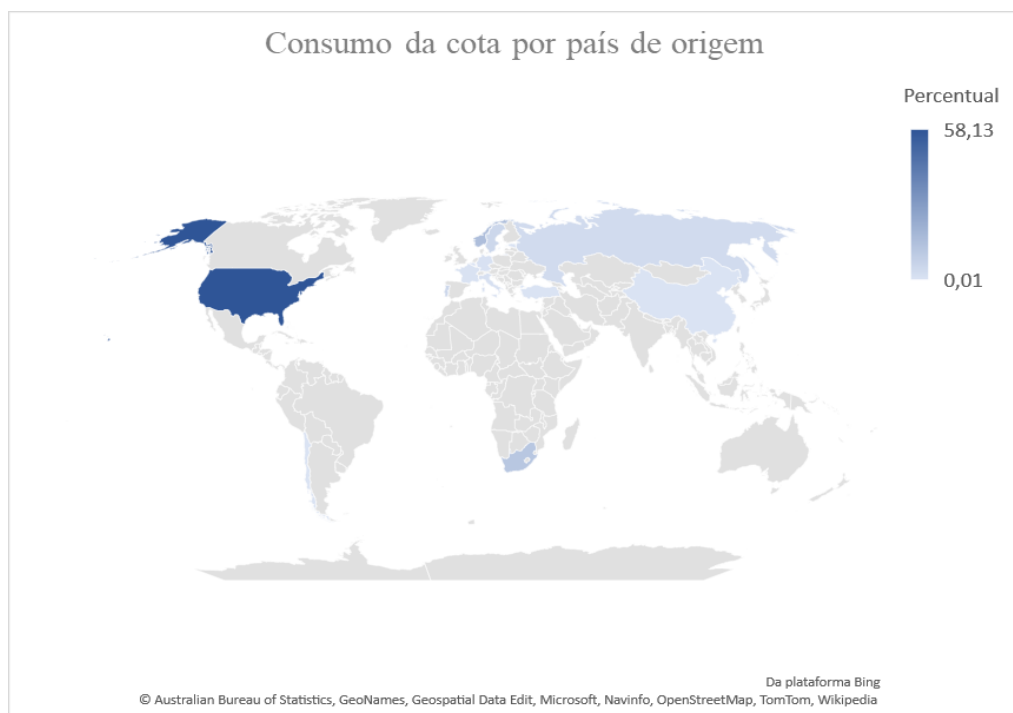 Consumo da cota por país de origem
Percentual
58,13
0,01
Da plataforma Bing
© Australian Bureau of Statistics, GeoNames, Geospatial Data Edit, Microsoft, Navinfo, OpenStreetMap, TomTom, Wikipedia